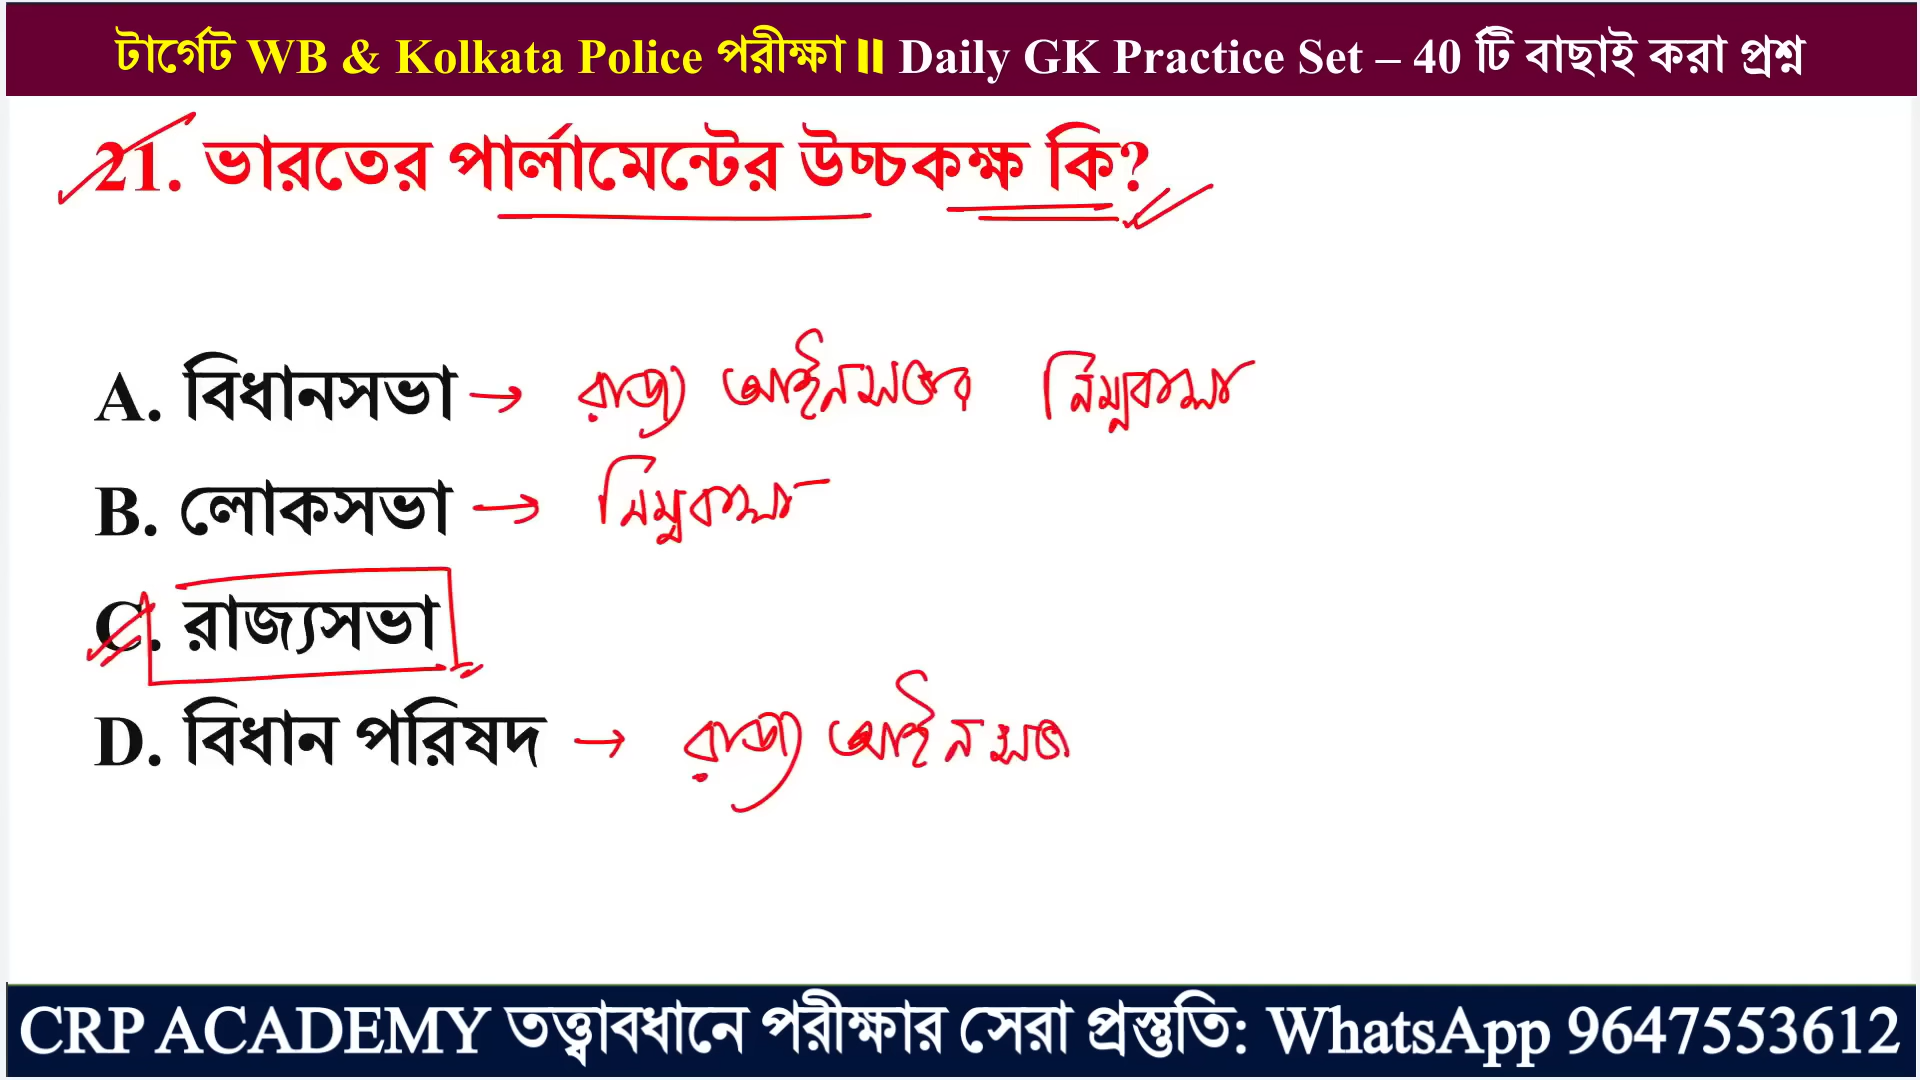 টার্গেট WB & Kolkata Police পরীক্ষা॥ Daily GK Practice Set – 40 টি বাছাই করা প্রশ্ন
21. ভারতের পার্লামেন্টের উচ্চকক্ষ কি?
A. বিধানসভা → রাজ্য আইনসভার নিম্নকক্ষ
B. লোকসভা → নিম্নকক্ষ
C. রাজ্যসভা
D. বিধান পরিষদ → রাজ্য আইনসভা
CRP ACADEMY তত্ত্বাবধানে পরীক্ষার সেরা প্রস্তুতি: WhatsApp 9647553612